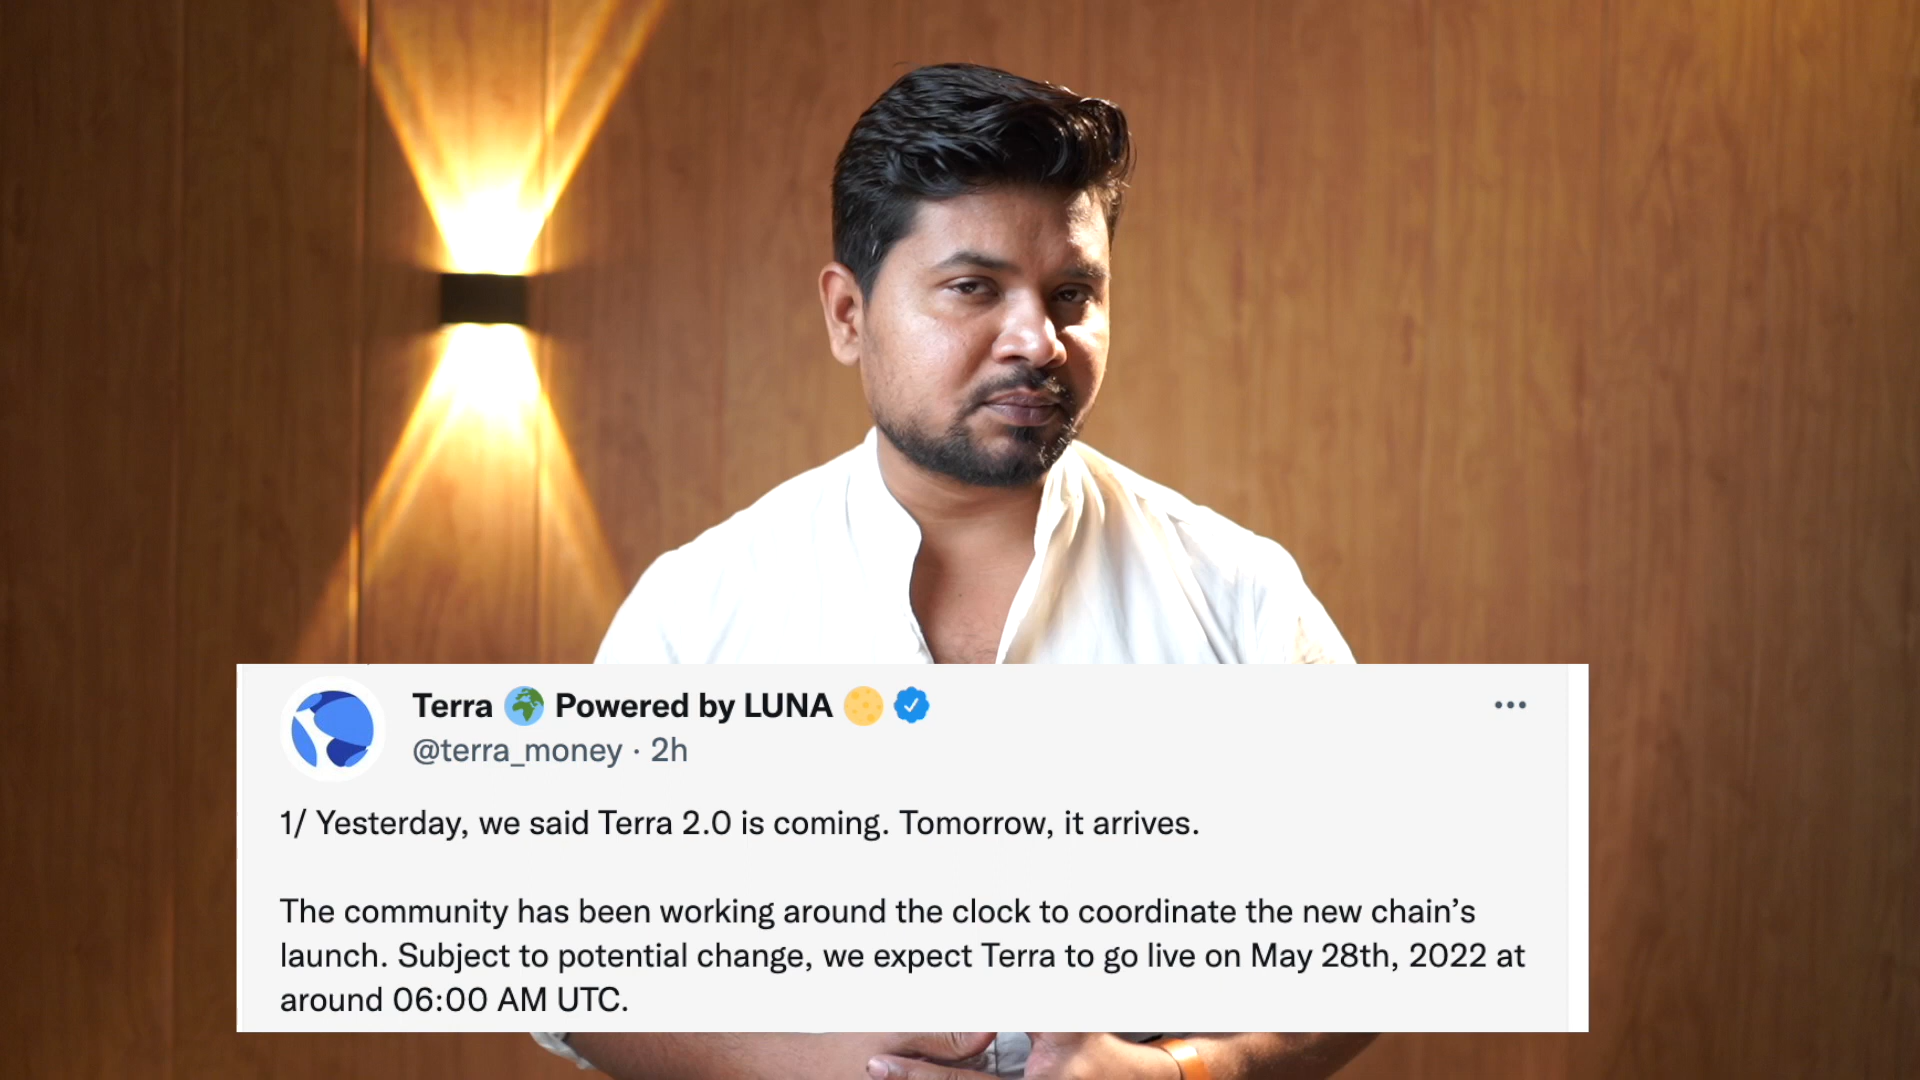 Terra 🌍 Powered by LUNA 🌕
@terra_money · 2h
1/ Yesterday, we said Terra 2.0 is coming. Tomorrow, it arrives.
The community has been working around the clock to coordinate the new chain’s
launch. Subject to potential change, we expect Terra to go live on May 28th, 2022 at
around 06:00 AM UTC.